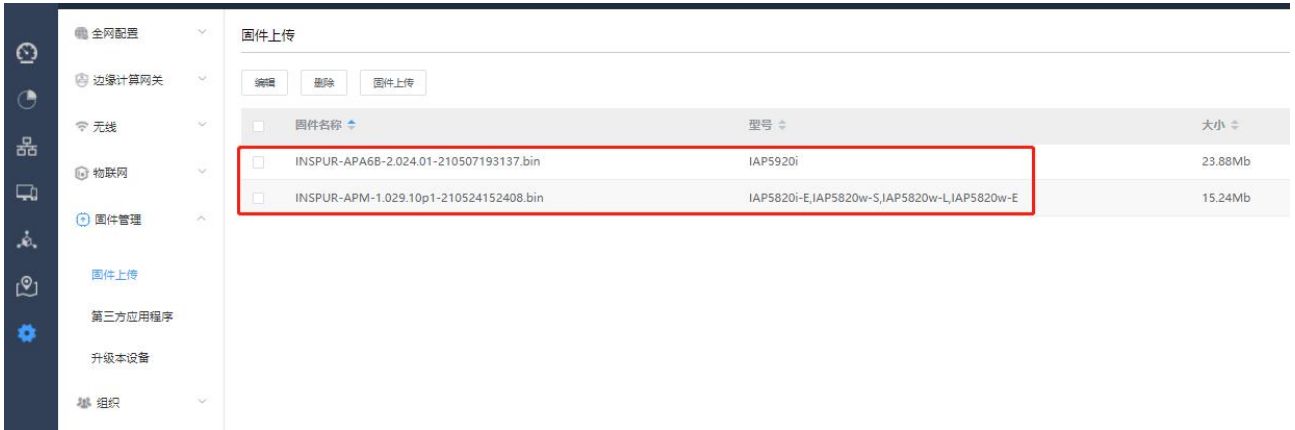 全网配置
固件上传
边缘计算网关
编辑 删除 固件上传
无线
固件名称 型号 大小
INSPUR-APA6B-2.024.01-210507193137.bin IAP5920i 23.88Mb
物联网
INSPUR-APM-1.029.10p1-210524152408.bin IAP5820i-E,IAP5820w-S,IAP5820w-L,IAP5820w-E 15.24Mb
固件管理
固件上传
第三方应用程序
升级本设备
组织